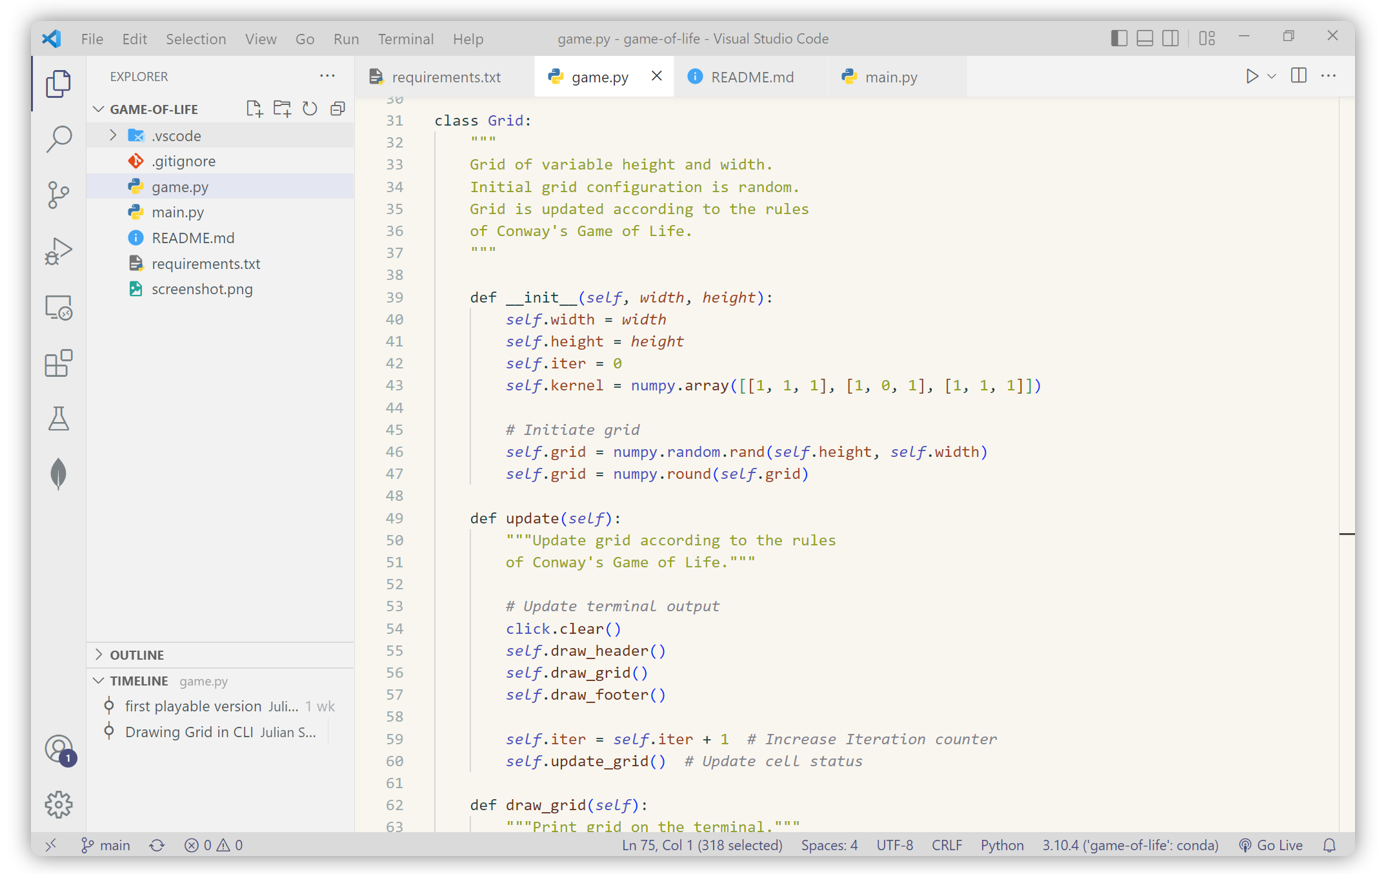 File Edit Selection View Go Run Terminal Help game.py - game-of-life - Visual Studio Code
EXPLORER
GAME-OF-LIFE
.vscode
.gitignore
game.py
main.py
README.md
requirements.txt
screenshot.png
OUTLINE
TIMELINE game.py
first playable version Juli... 1 wk
Drawing Grid in CLI Julian S...
1
requirements.txt game.py README.md main.py
30
31 class Grid:
32 """
33 Grid of variable height and width.
34 Initial grid configuration is random.
35 Grid is updated according to the rules
36 of Conway's Game of Life.
37 """
38
39 def __init__(self, width, height):
40 self.width = width
41 self.height = height
42 self.iter = 0
43 self.kernel = numpy.array([[1, 1, 1], [1, 0, 1], [1, 1, 1]])
44
45 # Initiate grid
46 self.grid = numpy.random.rand(self.height, self.width)
47 self.grid = numpy.round(self.grid)
48
49 def update(self):
50 """Update grid according to the rules
51 of Conway's Game of Life."""
52
53 # Update terminal output
54 click.clear()
55 self.draw_header()
56 self.draw_grid()
57 self.draw_footer()
58
59 self.iter = self.iter + 1 # Increase Iteration counter
60 self.update_grid() # Update cell status
61
62 def draw_grid(self):
63 """Print grid on the terminal."""
main 0 0 Ln 75, Col 1 (318 selected) Spaces: 4 UTF-8 CRLF Python 3.10.4 ('game-of-life': conda) Go Live